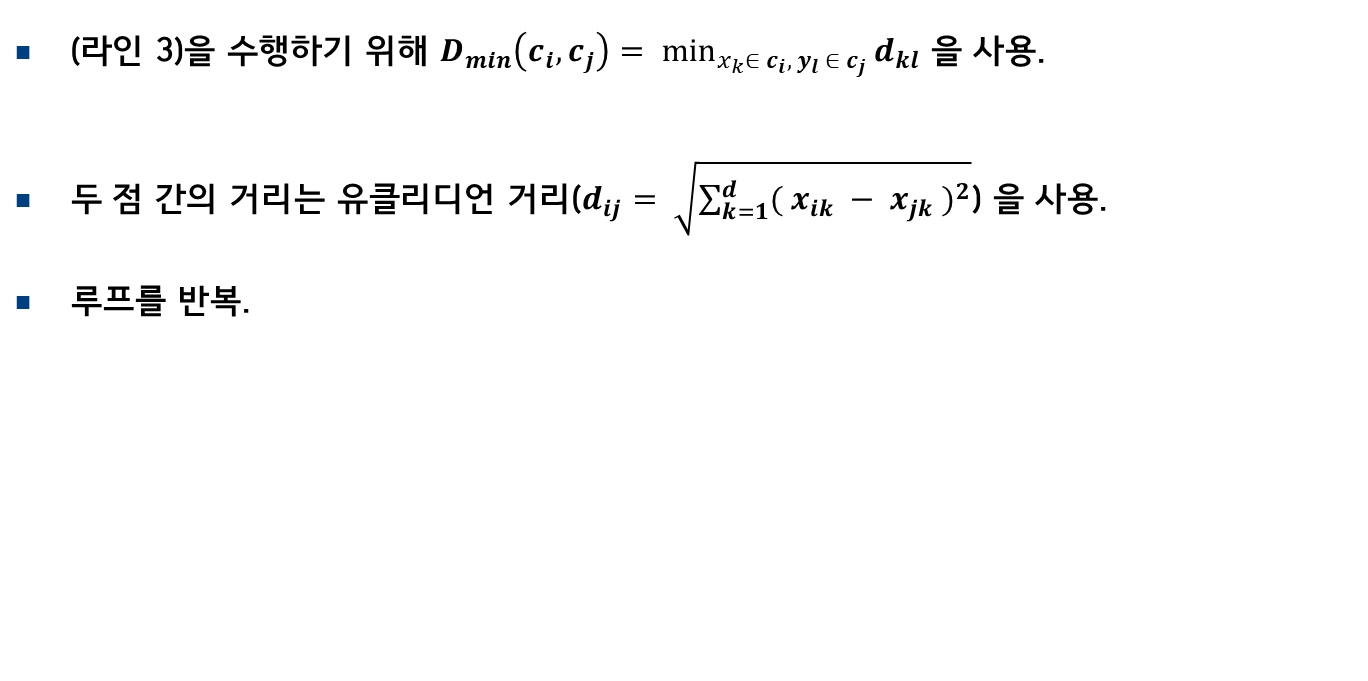 ▪ (라인 3)을 수행하기 위해 D_min(c_i, c_j) = min_{x_k ∈ c_i, y_l ∈ c_j} d_kl 을 사용.
▪ 두 점 간의 거리는 유클리디언 거리(d_ij = √(∑_{k=1}^{d}( x_ik − x_jk )²)) 을 사용.
▪ 루프를 반복.